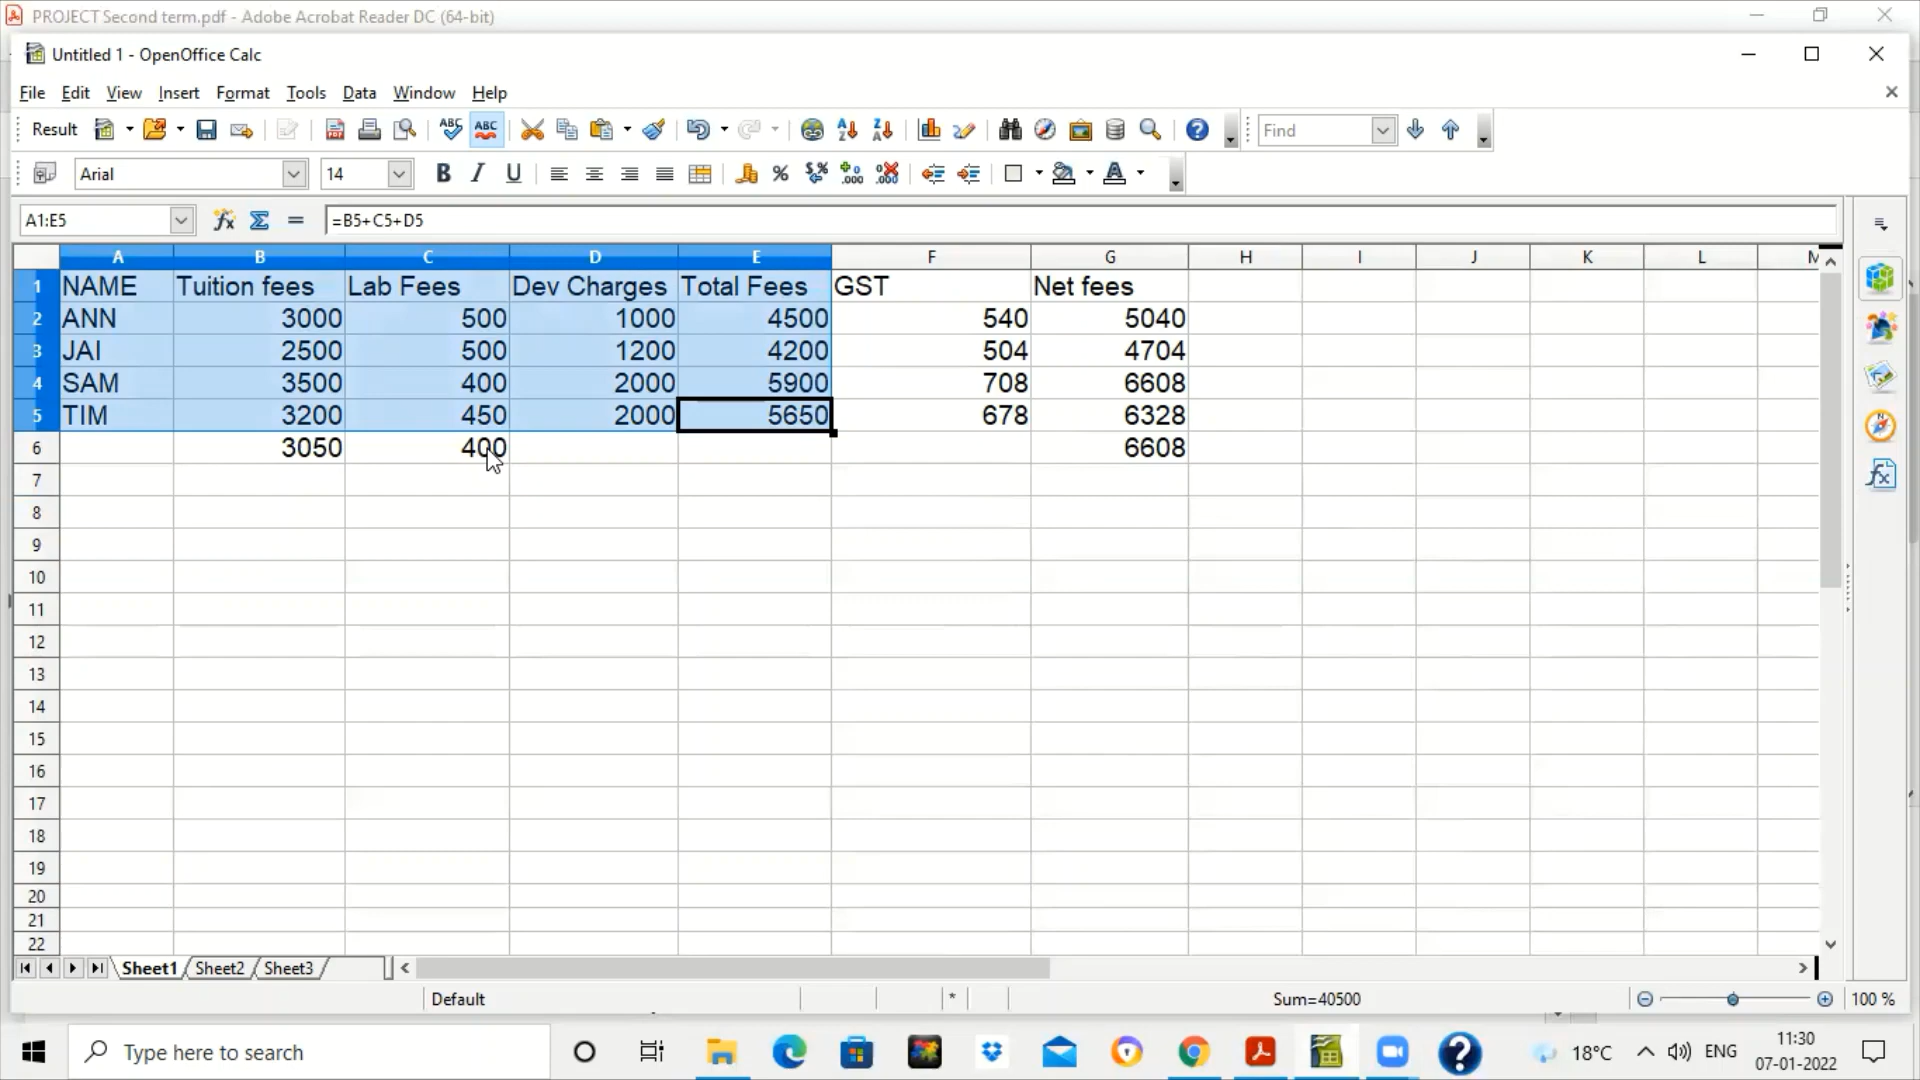 PROJECT Second term.pdf - Adobe Acrobat Reader DC (64-bit)
Untitled 1 - OpenOffice Calc
File Edit View Insert Format Tools Data Window Help
Result Find
Arial 14
A1:E5 =B5+C5+D5
A B C D E F G H I J K L M
1 NAME Tuition fees Lab Fees Dev Charges Total Fees GST Net fees
2 ANN 3000 500 1000 4500 540 5040
3 JAI 2500 500 1200 4200 504 4704
4 SAM 3500 400 2000 5900 708 6608
5 TIM 3200 450 2000 5650 678 6328
6 3050 400 6608
7
8
9
10
11
12
13
14
15
16
17
18
19
20
21
22
Sheet1 Sheet2 Sheet3
Default * Sum=40500 100 %
Type here to search 18°C ENG 11:30
07-01-2022